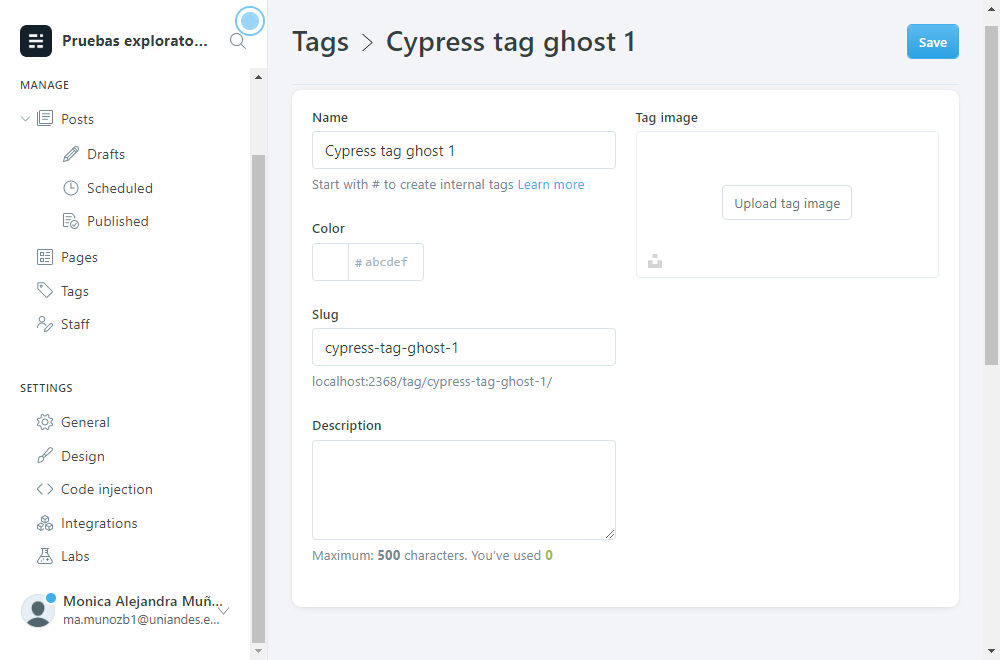 Pruebas explorato...
MANAGE
Posts
Drafts
Scheduled
Published
Pages
Tags
Staff
SETTINGS
General
Design
Code injection
Integrations
Labs
Monica Alejandra Muñ...
ma.munozb1@uniandes.e...
Tags > Cypress tag ghost 1
Save
Name
Cypress tag ghost 1
Start with # to create internal tags Learn more
Color
# abcdef
Slug
cypress-tag-ghost-1
localhost:2368/tag/cypress-tag-ghost-1/
Description
Maximum: 500 characters. You've used 0
Tag image
Upload tag image